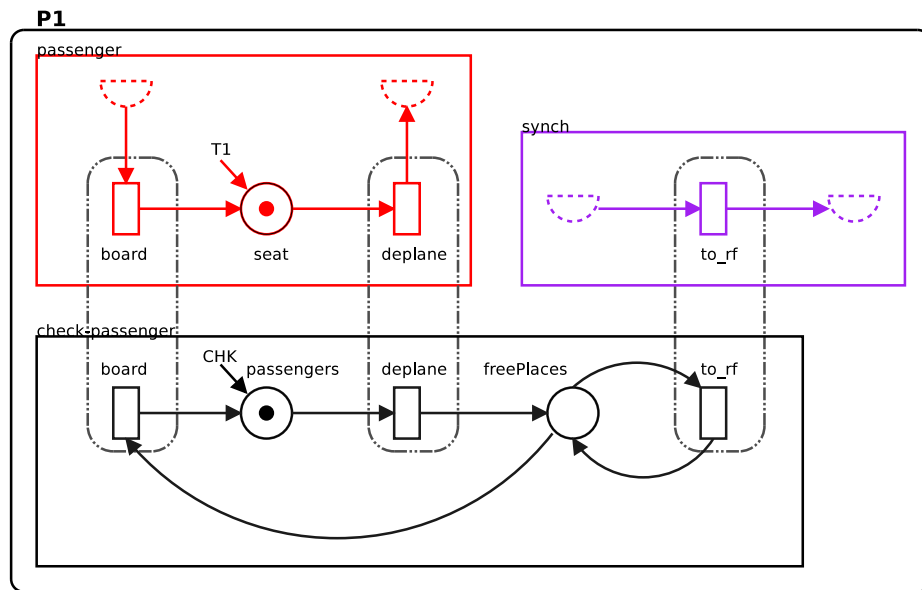 P1
passenger
T1
board
seat
deplane
synch
to_rf
check-passenger
CHK
board
passengers
deplane
freePlaces
to_rf